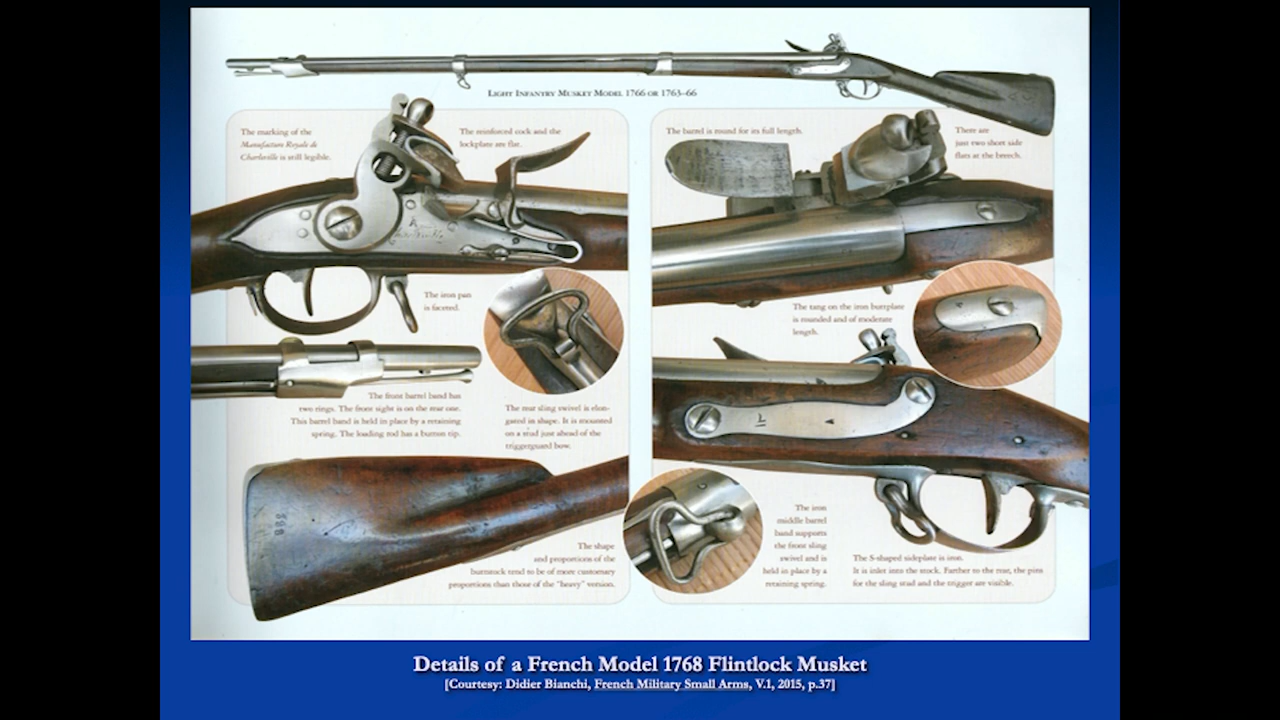 LIGHT INFANTRY MUSKET MODEL 1766 OR 1763–66
The marking of the
Manufacture Royale de
Charleville is still legible.
The reinforced cock and the
lockplate are flat.
The iron pan
is faceted.
The front barrel band has
two rings. The front sight is on the rear one.
This barrel band is held in place by a retaining
spring. The loading rod has a button tip.
The rear sling swivel is elon-
gated in shape. It is mounted
on a stud just ahead of the
triggerguard bow.
The shape
and proportions of the
buttstock tend to be of more customary
proportions than those of the "heavy" version.
The barrel is round for its full length.
There are
just two short side
flats at the breech.
The tang on the iron buttplate
is rounded and of moderate
length.
The iron
middle barrel
band supports
the front sling
swivel and is
held in place by a
retaining spring.
The S-shaped sideplate is iron.
It is inlet into the stock. Farther to the rear, the pins
for the sling stud and the trigger are visible.
Details of a French Model 1768 Flintlock Musket
[Courtesy: Didier Bianchi, French Military Small Arms, V.1, 2015, p.37]